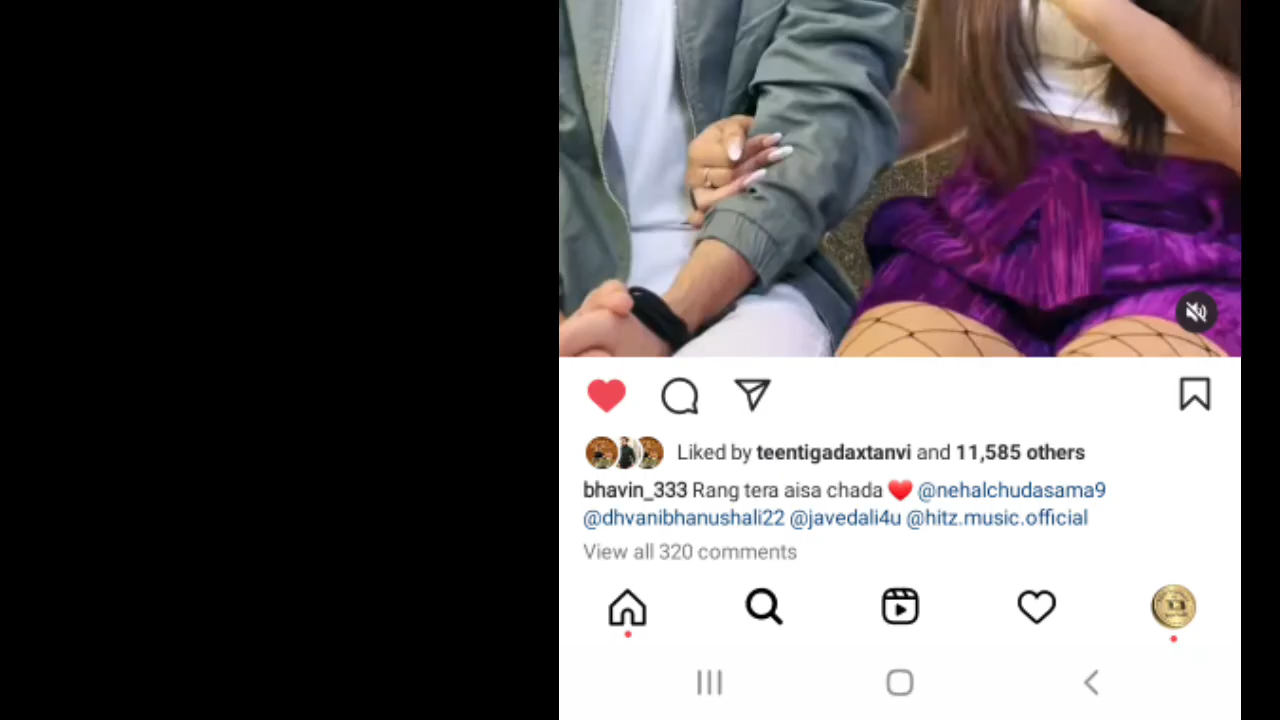 Liked by teentigadaxtanvi and 11,585 others
bhavin_333 Rang tera aisa chada ❤️ @nehalchudasama9
@dhvanibhanushali22 @javedali4u @hitz.music.official
View all 320 comments